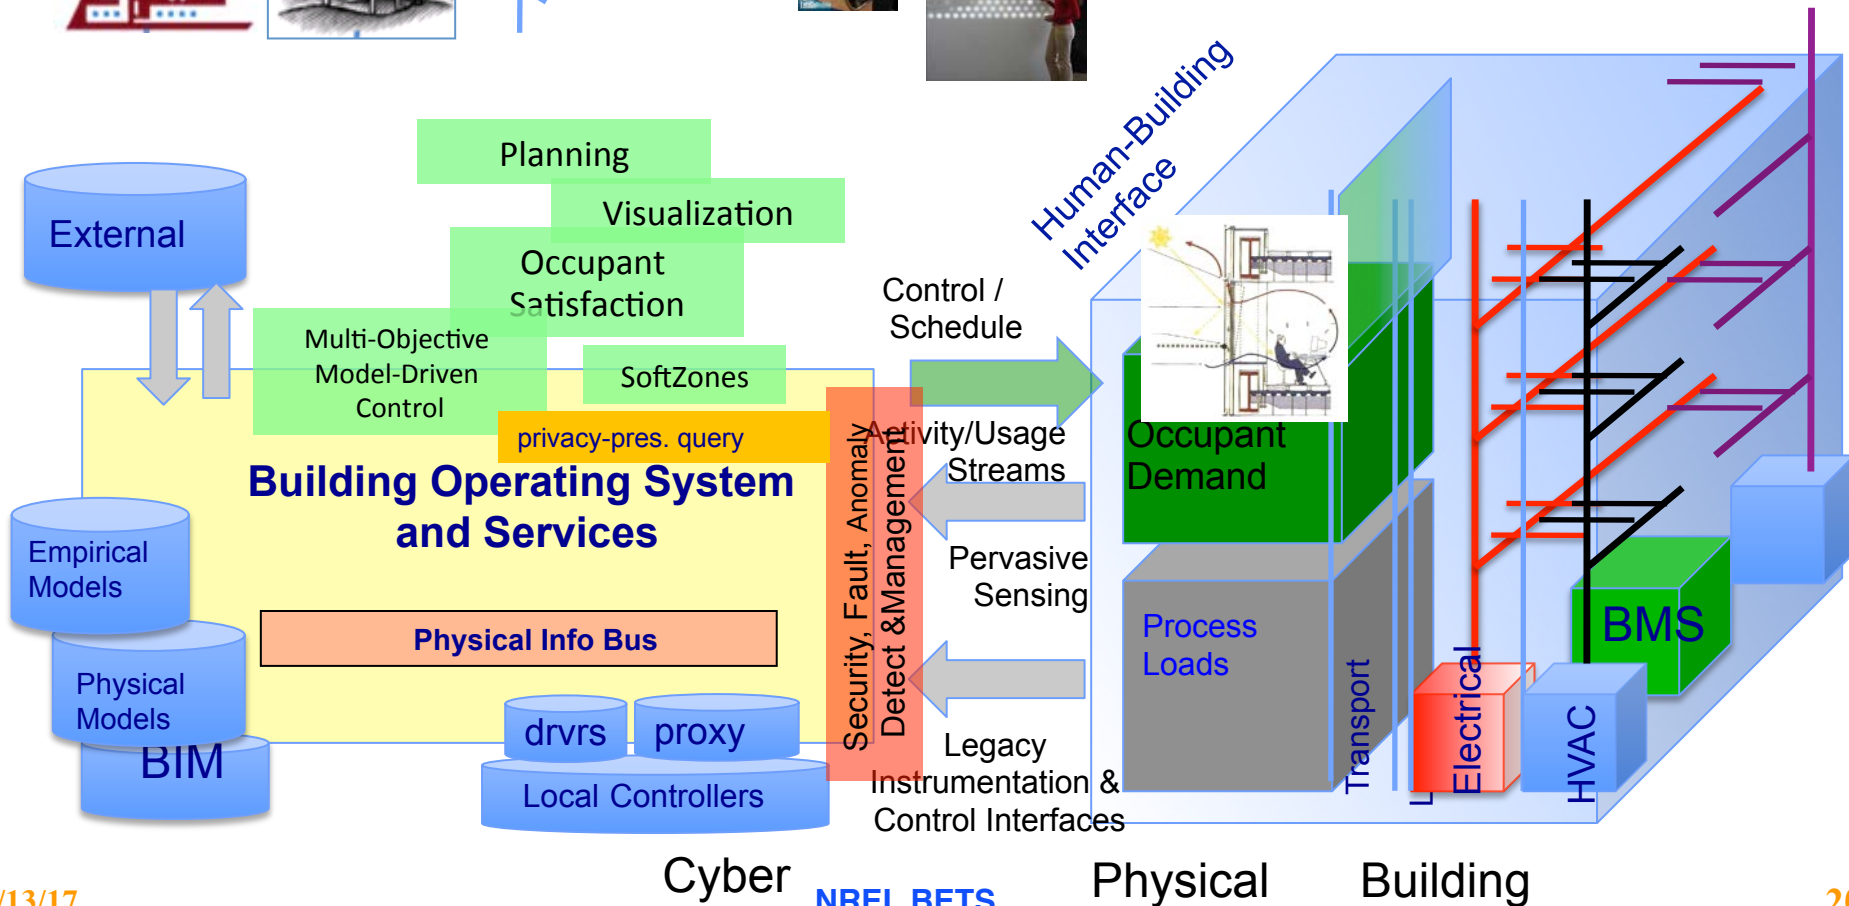 Planning
Visualization
Occupant
Satisfaction
External
Multi-Objective
Model-Driven
Control
SoftZones
privacy-pres. query
Building Operating System
and Services
Empirical
Models
Physical Info Bus
Physical
Models
BIM
drvrs
proxy
Local Controllers
Security, Fault, Anomaly
Detect &Management
Control /
Schedule
Activity/Usage
Streams
Pervasive
Sensing
Legacy
Instrumentation &
Control Interfaces
Human-Building
Interface
Occupant
Demand
Process
Loads
Transport
Electrical
HVAC
BMS
Cyber
Physical
Building
/13/17
NREL BETS